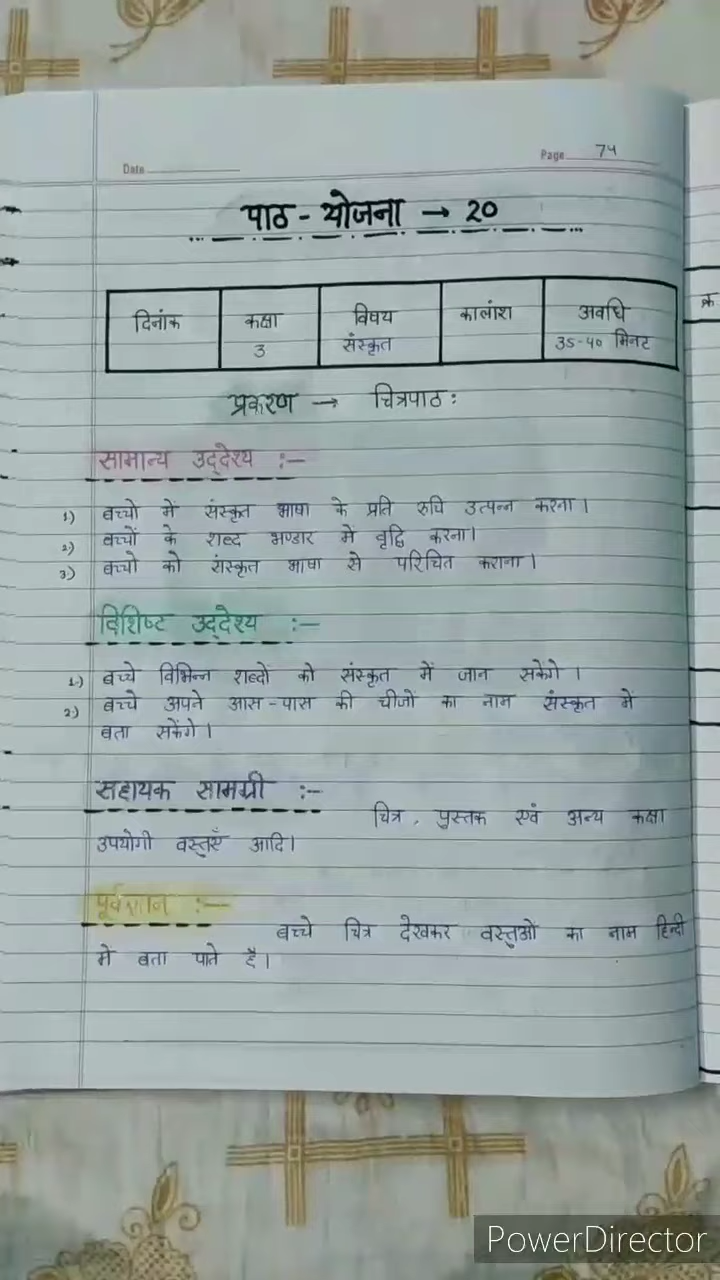 Date
Page 74
पाठ - योजना → 20
दिनांक कक्षा विषय कालांश अवधि
3 संस्कृत 35-40 मिनट
प्रकरण → चित्रपाठः
सामान्य उद्देश्य :-
1) बच्चो में संस्कृत भाषा के प्रति रुचि उत्पन्न करना।
2) बच्चों के शब्द भण्डार में वृद्धि करना।
3) बच्चो को संस्कृत भाषा से परिचित कराना।
विशिष्ट उद्देश्य :-
1) बच्चे विभिन्न शब्दो को संस्कृत में जान सकेगे।
2) बच्चे अपने आस-पास की चीजों का नाम संस्कृत में
बता सकेंगे।
सहायक सामग्री :-
चित्र, पुस्तक एवं अन्य कक्षा
उपयोगी वस्तुएँ आदि।
पूर्वज्ञान :-
बच्चे चित्र देखकर वस्तुओ का नाम हिन्दी
मे बता पाते है।
क्र
PowerDirector